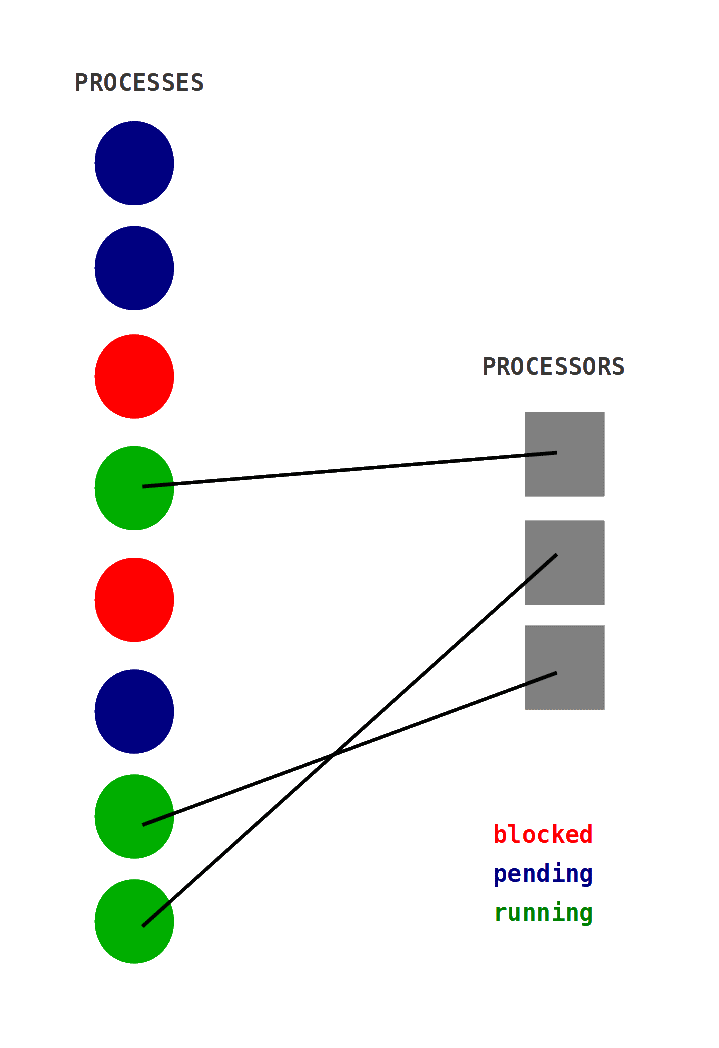 PROCESSES
PROCESSORS
blocked
pending
running